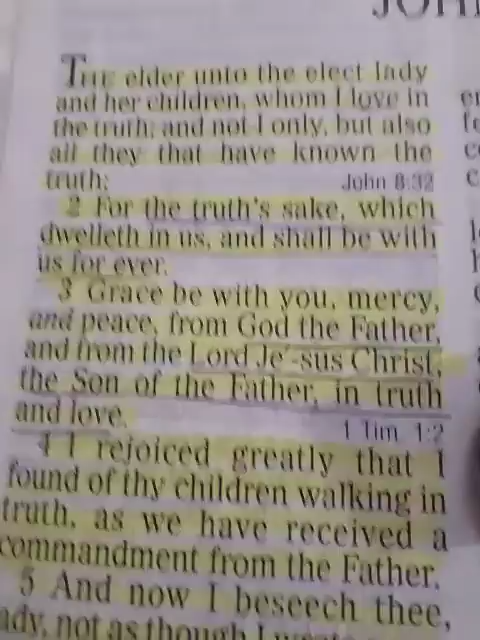 JOHN
THE elder unto the elect lady
and her children, whom I love in
the truth; and not I only, but also
all they that have known the
truth; John 8:32
2 For the truth's sake, which
dwelleth in us, and shall be with
us for ever.
3 Grace be with you, mercy,
and peace, from God the Father,
and from the Lord Je´-sus Christ,
the Son of the Father, in truth
and love. 1 Tim. 1:2
4 I rejoiced greatly that I
found of thy children walking in
truth, as we have received a
commandment from the Father.
5 And now I beseech thee,
lady, not as though I